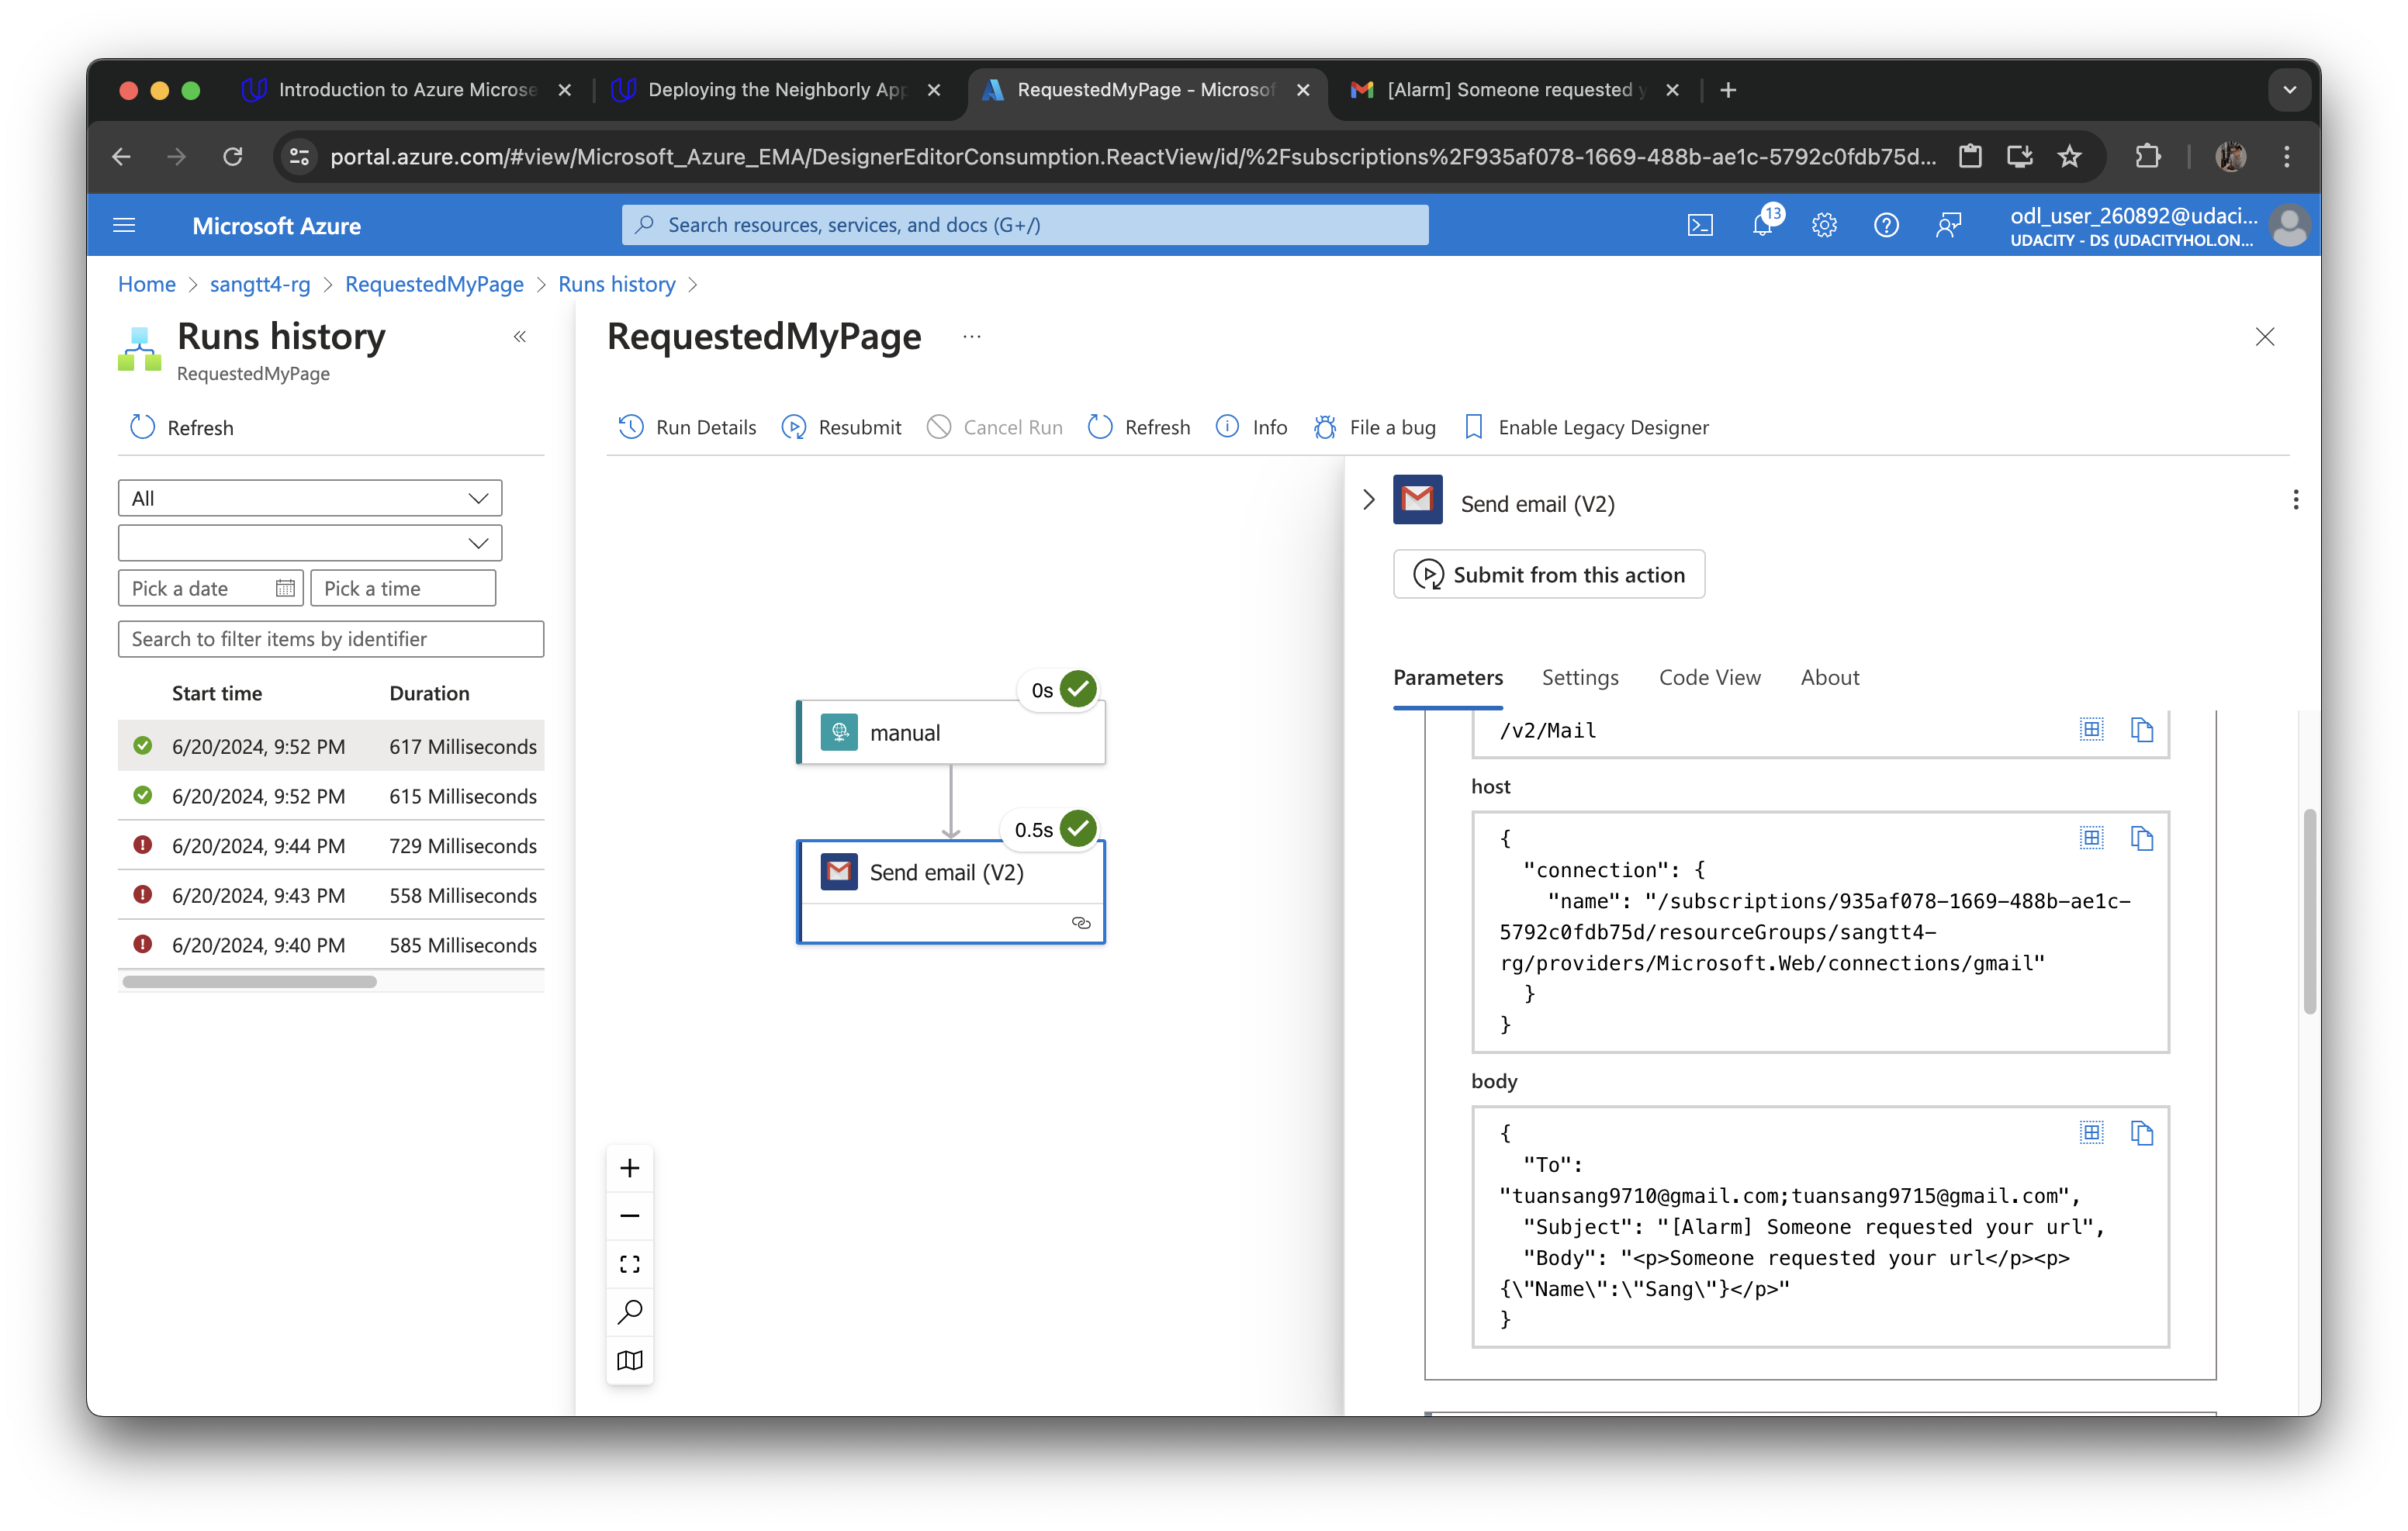 Introduction to Azure Microse
Deploying the Neighborly App
RequestedMyPage - Microsof
[Alarm] Someone requested y
portal.azure.com/#view/Microsoft_Azure_EMA/DesignerEditorConsumption.ReactView/id/%2Fsubscriptions%2F935af078-1669-488b-ae1c-5792c0fdb75d...
Microsoft Azure
Search resources, services, and docs (G+/)
13
odl_user_260892@udaci...
UDACITY - DS (UDACITYHOL.ON...
Home > sangtt4-rg > RequestedMyPage > Runs history >
Runs history
RequestedMyPage
Refresh
All
Pick a date
Pick a time
Search to filter items by identifier
Start time Duration
6/20/2024, 9:52 PM 617 Milliseconds
6/20/2024, 9:52 PM 615 Milliseconds
6/20/2024, 9:44 PM 729 Milliseconds
6/20/2024, 9:43 PM 558 Milliseconds
6/20/2024, 9:40 PM 585 Milliseconds
RequestedMyPage ...
Run Details Resubmit Cancel Run Refresh Info File a bug Enable Legacy Designer
0s
manual
0.5s
Send email (V2)
Send email (V2)
Submit from this action
Parameters Settings Code View About
/v2/Mail
host
{
"connection": {
"name": "/subscriptions/935af078-1669-488b-ae1c-
5792c0fdb75d/resourceGroups/sangtt4-
rg/providers/Microsoft.Web/connections/gmail"
}
}
body
{
"To":
"tuansang9710@gmail.com;tuansang9715@gmail.com",
"Subject": "[Alarm] Someone requested your url",
"Body": "<p>Someone requested your url</p><p>
{\"Name\":\"Sang\"}</p>"
}